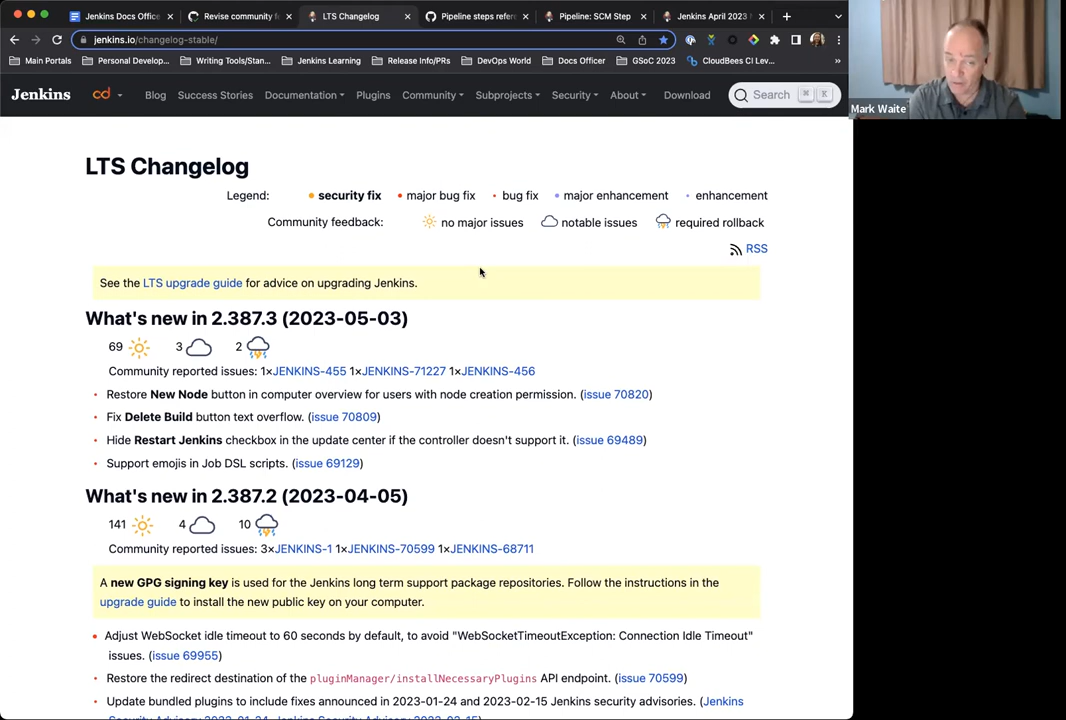 Jenkins Docs Office
Revise community f
LTS Changelog
Pipeline steps refere
Pipeline: SCM Step
Jenkins April 2023
jenkins.io/changelog-stable/
Main Portals
Personal Develop...
Writing Tools/Stan...
Jenkins Learning
Release Info/PRs
DevOps World
Docs Officer
GSoC 2023
CloudBees CI Lev...
Jenkins
cd
Blog
Success Stories
Documentation
Plugins
Community
Subprojects
Security
About
Download
Search
⌘
K
Mark Waite
LTS Changelog
Legend: security fix major bug fix bug fix major enhancement enhancement
Community feedback: no major issues notable issues required rollback
RSS
See the LTS upgrade guide for advice on upgrading Jenkins.
What's new in 2.387.3 (2023-05-03)
69 3 2
Community reported issues: 1×JENKINS-455 1×JENKINS-71227 1×JENKINS-456
Restore New Node button in computer overview for users with node creation permission. (issue 70820)
Fix Delete Build button text overflow. (issue 70809)
Hide Restart Jenkins checkbox in the update center if the controller doesn't support it. (issue 69489)
Support emojis in Job DSL scripts. (issue 69129)
What's new in 2.387.2 (2023-04-05)
141 4 10
Community reported issues: 3×JENKINS-1 1×JENKINS-70599 1×JENKINS-68711
A new GPG signing key is used for the Jenkins long term support package repositories. Follow the instructions in the
upgrade guide to install the new public key on your computer.
Adjust WebSocket idle timeout to 60 seconds by default, to avoid "WebSocketTimeoutException: Connection Idle Timeout"
issues. (issue 69955)
Restore the redirect destination of the pluginManager/installNecessaryPlugins API endpoint. (issue 70599)
Update bundled plugins to include fixes announced in 2023-01-24 and 2023-02-15 Jenkins security advisories. (Jenkins
Security Advisory 2023-01-24, Jenkins Security Advisory 2023-02-15)